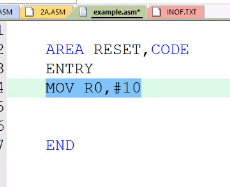 ASM 2A.ASM example.asm* INOF.TXT
1
2 AREA RESET,CODE
3 ENTRY
4 MOV R0,#10
5
6
7 END